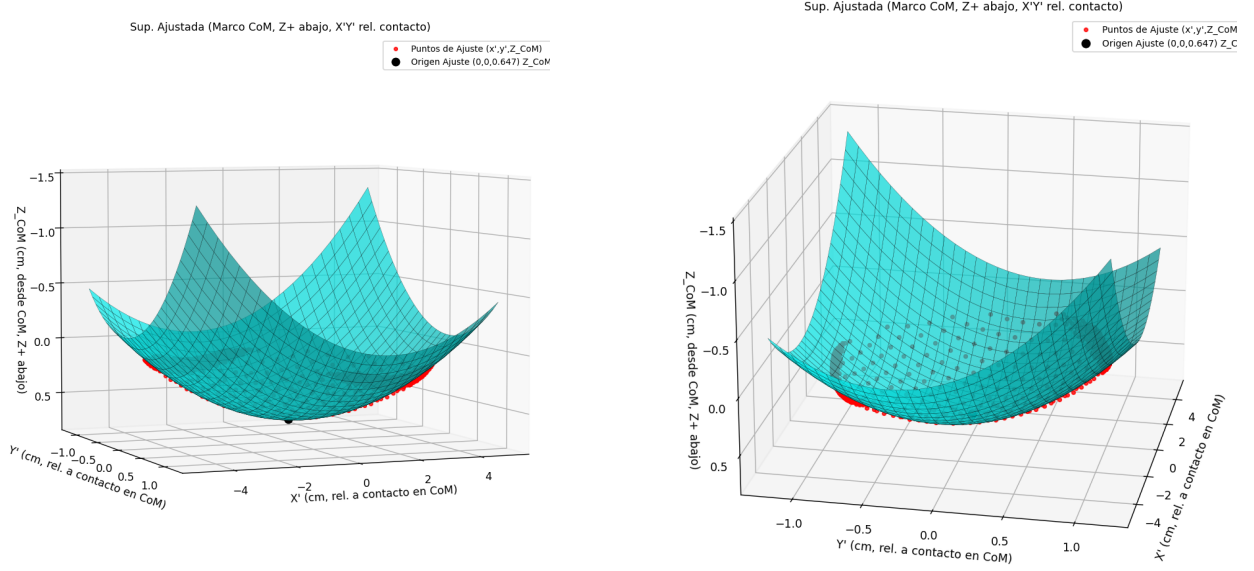 Sup. Ajustada (Marco CoM, Z+ abajo, X'Y' rel. contacto)
Puntos de Ajuste (x',y',Z_CoM)
Origen Ajuste (0,0,0.647) Z_CoM
−1.5
−1.0
−0.5
0.0
0.5
Z_CoM (cm, desde CoM, Z+ abajo)
−1.0
−0.5
0.0
0.5
1.0
Y' (cm, rel. a contacto en CoM)
−4
−2
0
2
4
X' (cm, rel. a contacto en CoM)
Sup. Ajustada (Marco CoM, Z+ abajo, X'Y' rel. contacto)
Puntos de Ajuste (x',y',Z_CoM)
Origen Ajuste (0,0,0.647) Z_C
−1.5
−1.0
−0.5
0.0
0.5
Z_CoM (cm, desde CoM, Z+ abajo)
−1.0
−0.5
0.0
0.5
1.0
Y' (cm, rel. a contacto en CoM)
4
2
0
−2
−4
X' (cm, rel. a contacto en CoM)